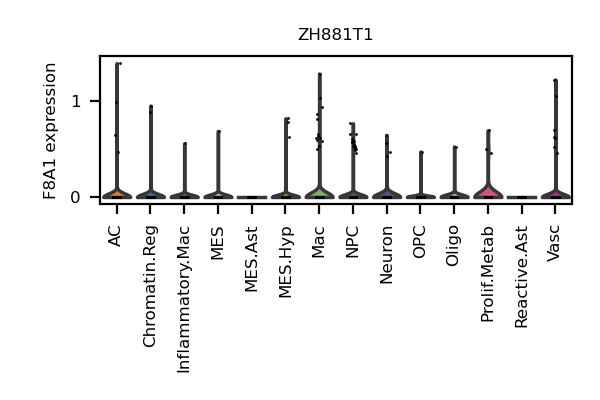 ZH881T1
F8A1 expression
1
0
AC
Chromatin.Reg
Inflammatory.Mac
MES
MES.Ast
MES.Hyp
Mac
NPC
Neuron
OPC
Oligo
Prolif.Metab
Reactive.Ast
Vasc